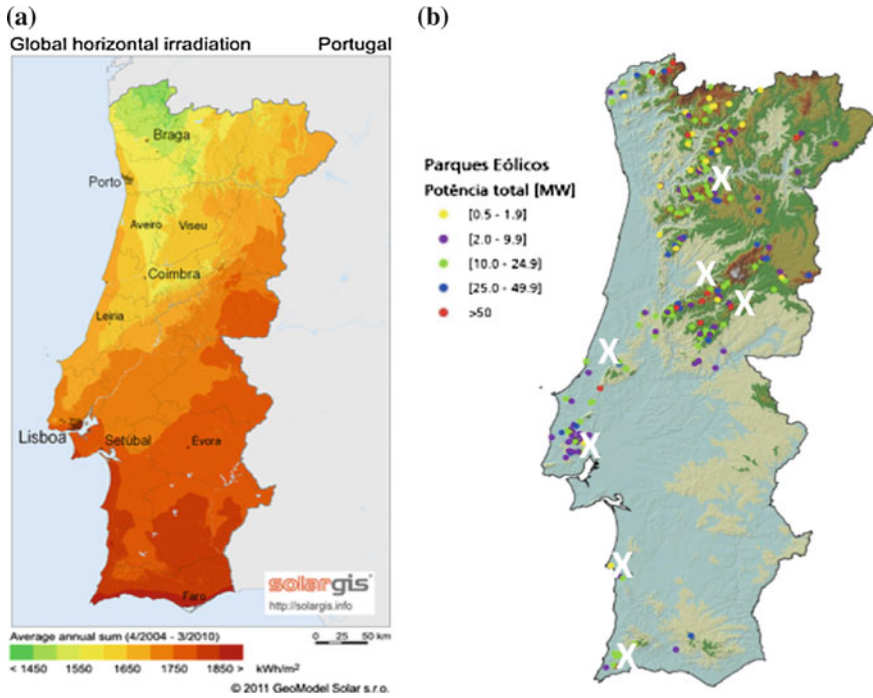 (a)
Global horizontal irradiation Portugal
Braga
Porto
Aveiro Viseu
Coimbra
Leiria
Lisboa Setúbal Évora
Faro
solargis
http://solargis.info
Average annual sum (4/2004 - 3/2010)
0 25 50 km
< 1450 1550 1650 1750 1850 > kWh/m²
© 2011 GeoModel Solar s.r.o.
(b)
Parques Eólicos
Potência total [MW]
[0.5 - 1.9]
[2.0 - 9.9]
[10.0 - 24.9]
[25.0 - 49.9]
>50
X
X
X
X
X
X
X